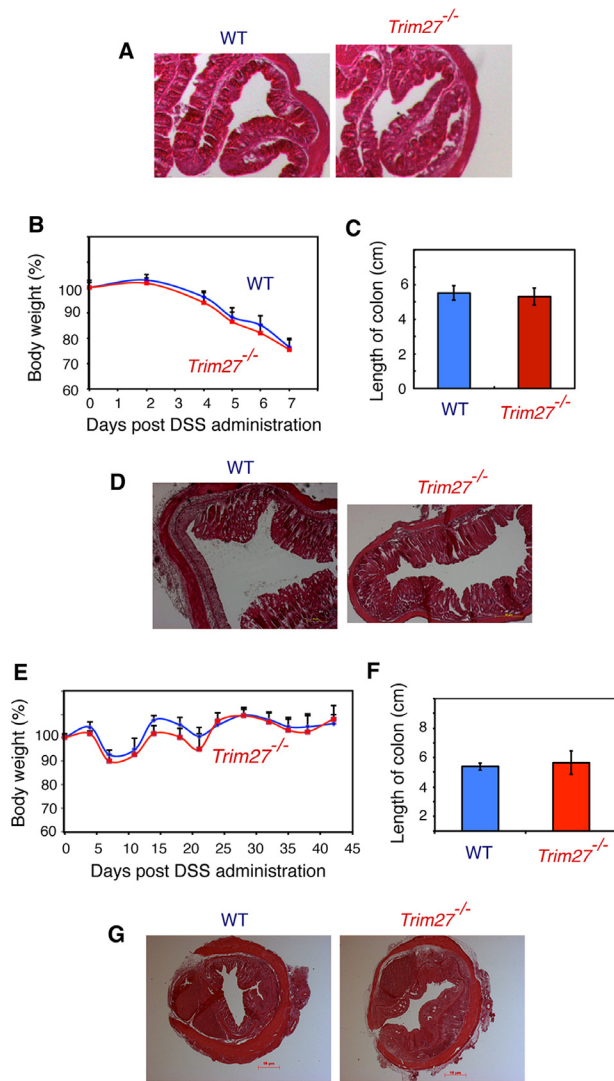 A
WT
Trim27-/-
B
Body weight (%)
100
90
80
70
60
WT
Trim27-/-
0 1 2 3 4 5 6 7
Days post DSS administration
C
Length of colon (cm)
6
4
2
0
WT
Trim27-/-
D
WT
Trim27-/-
E
Body weight (%)
100
90
80
70
60
Trim27-/-
0 5 10 15 20 25 30 35 40 45
Days post DSS administration
F
Length of colon (cm)
8
6
4
2
WT
Trim27-/-
G
WT
Trim27-/-